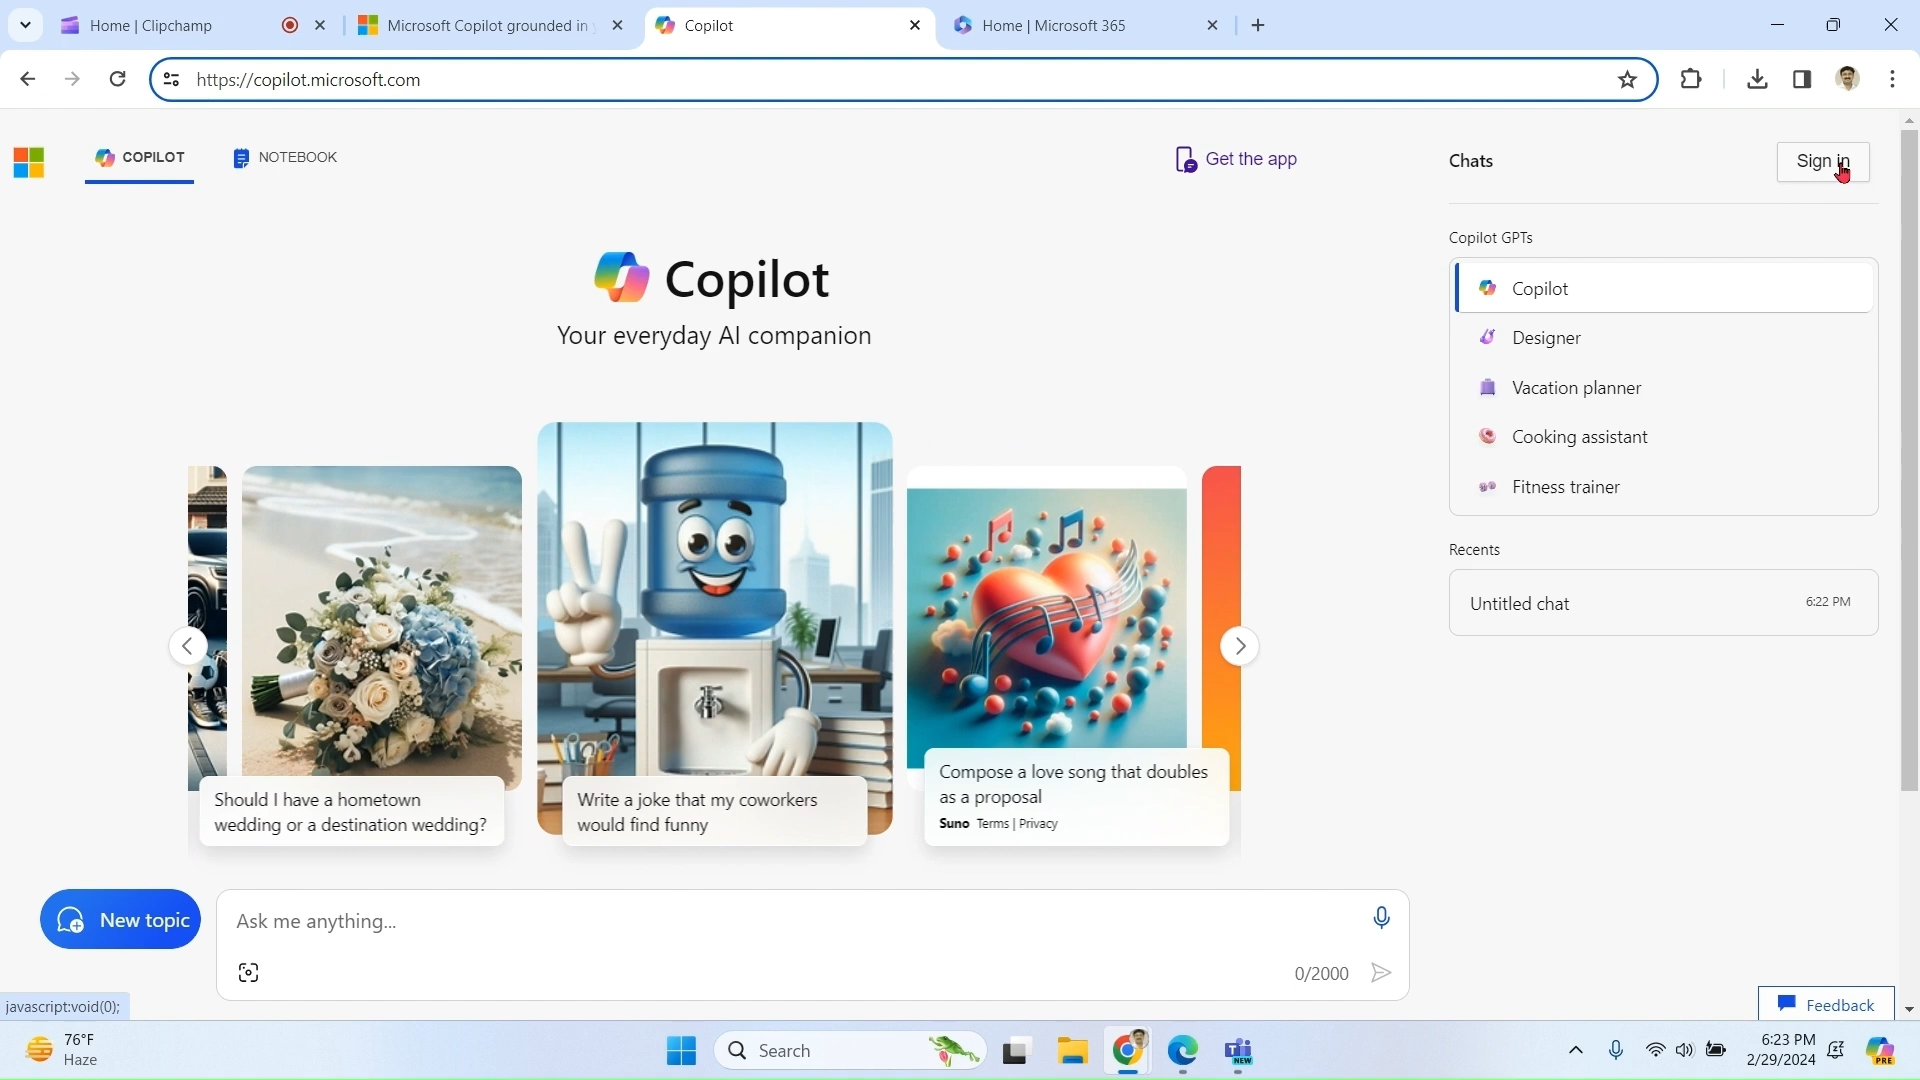 Home | Clipchamp
Microsoft Copilot grounded in
Copilot
Home | Microsoft 365
https://copilot.microsoft.com
COPILOT
NOTEBOOK
Get the app
Chats
Sign in
Copilot
Your everyday AI companion
Copilot GPTs
Copilot
Designer
Vacation planner
Cooking assistant
Fitness trainer
Recents
Untitled chat
6:22 PM
Should I have a hometown
wedding or a destination wedding?
Write a joke that my coworkers
would find funny
Compose a love song that doubles
as a proposal
Suno Terms | Privacy
New topic
Ask me anything...
0/2000
javascript:void(0);
Feedback
76°F
Haze
Search
NEW
6:23 PM
2/29/2024
PRE